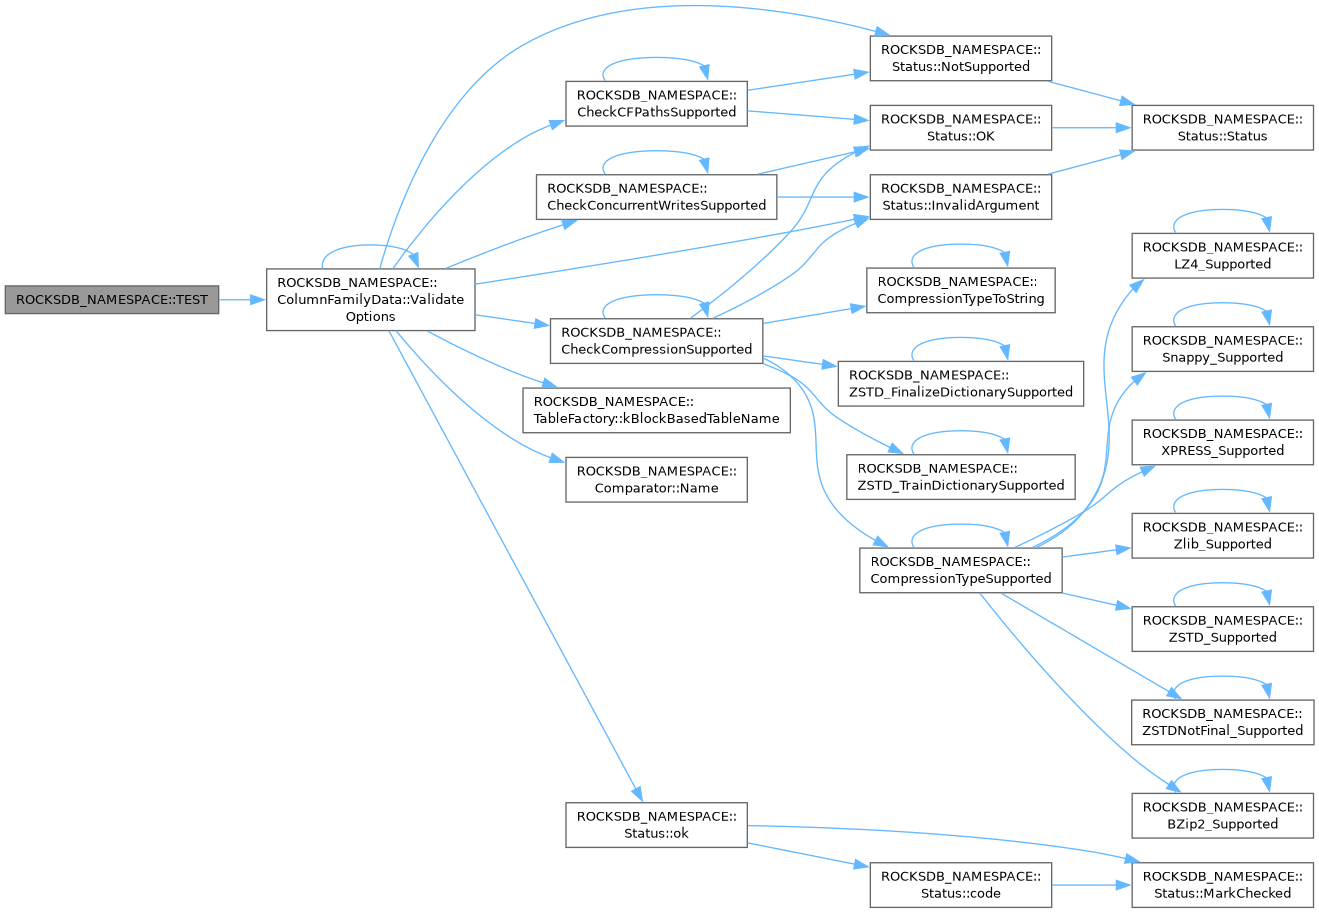 ROCKSDB_NAMESPACE::TEST
ROCKSDB_NAMESPACE::
ColumnFamilyData::Validate
Options
ROCKSDB_NAMESPACE::
CheckCFPathsSupported
ROCKSDB_NAMESPACE::
CheckConcurrentWritesSupported
ROCKSDB_NAMESPACE::
CheckCompressionSupported
ROCKSDB_NAMESPACE::
TableFactory::kBlockBasedTableName
ROCKSDB_NAMESPACE::
Comparator::Name
ROCKSDB_NAMESPACE::
Status::ok
ROCKSDB_NAMESPACE::
Status::NotSupported
ROCKSDB_NAMESPACE::
Status::OK
ROCKSDB_NAMESPACE::
Status::InvalidArgument
ROCKSDB_NAMESPACE::
CompressionTypeToString
ROCKSDB_NAMESPACE::
ZSTD_FinalizeDictionarySupported
ROCKSDB_NAMESPACE::
ZSTD_TrainDictionarySupported
ROCKSDB_NAMESPACE::
CompressionTypeSupported
ROCKSDB_NAMESPACE::
Status::code
ROCKSDB_NAMESPACE::
Status::Status
ROCKSDB_NAMESPACE::
LZ4_Supported
ROCKSDB_NAMESPACE::
Snappy_Supported
ROCKSDB_NAMESPACE::
XPRESS_Supported
ROCKSDB_NAMESPACE::
Zlib_Supported
ROCKSDB_NAMESPACE::
ZSTD_Supported
ROCKSDB_NAMESPACE::
ZSTDNotFinal_Supported
ROCKSDB_NAMESPACE::
BZip2_Supported
ROCKSDB_NAMESPACE::
Status::MarkChecked